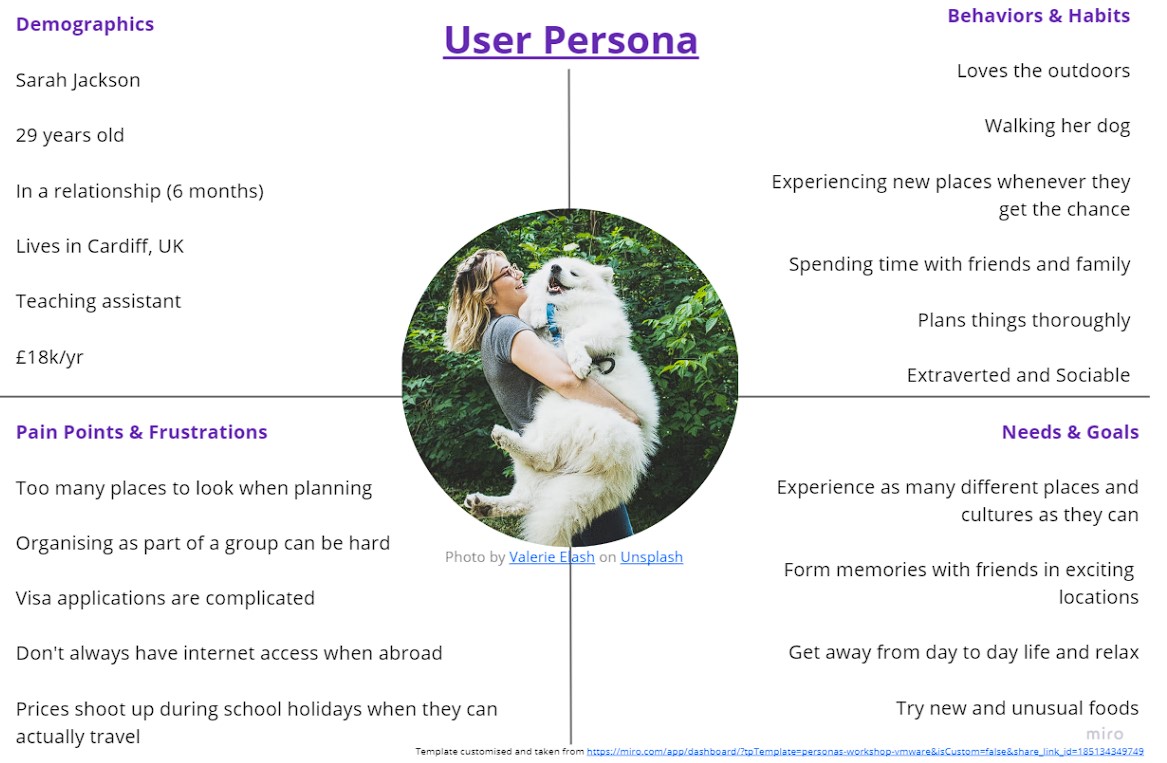 User Persona
Demographics
Sarah Jackson
29 years old
In a relationship (6 months)
Lives in Cardiff, UK
Teaching assistant
£18k/yr
Behaviors & Habits
Loves the outdoors
Walking her dog
Experiencing new places whenever they
get the chance
Spending time with friends and family
Plans things thoroughly
Extraverted and Sociable
Pain Points & Frustrations
Too many places to look when planning
Organising as part of a group can be hard
Visa applications are complicated
Don't always have internet access when abroad
Prices shoot up during school holidays when they can
actually travel
Needs & Goals
Experience as many different places and
cultures as they can
Form memories with friends in exciting
locations
Get away from day to day life and relax
Try new and unusual foods
Photo by Valerie Elash on Unsplash
miro
Template customised and taken from https://miro.com/app/dashboard/?tpTemplate=personas-workshop-vmware&isCustom=false&share_link_id=185134349749